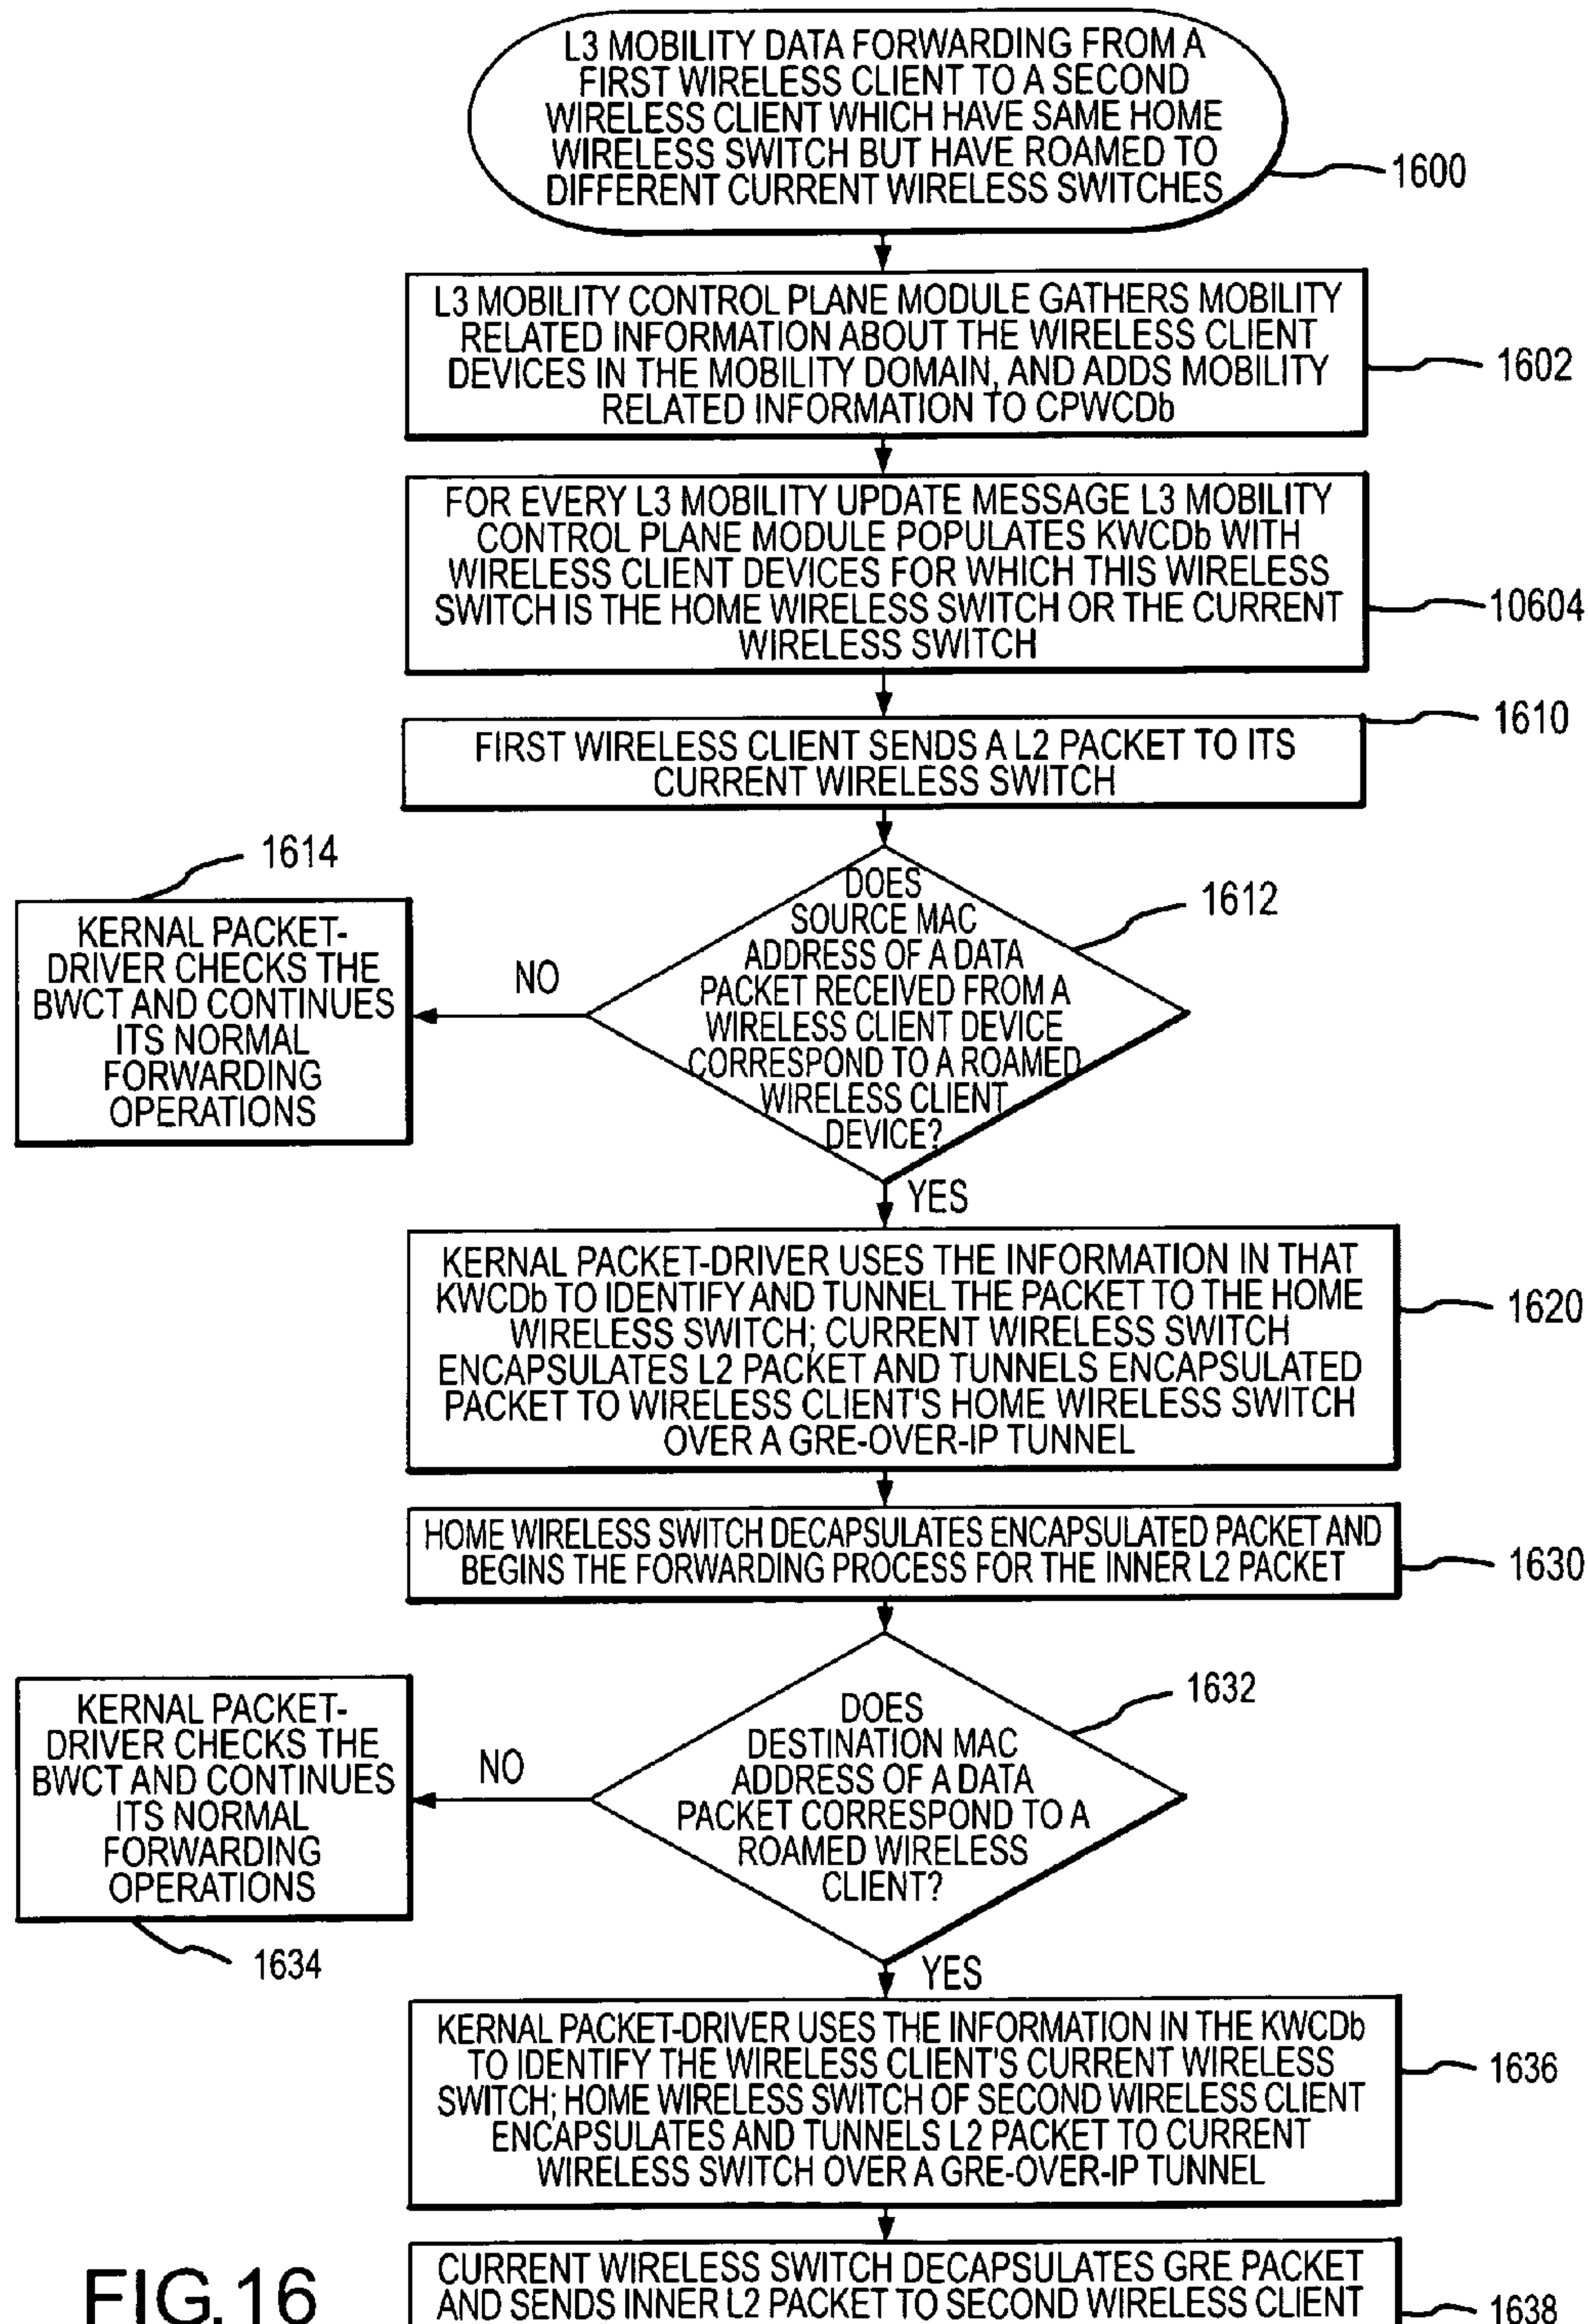 L3 MOBILITY DATA FORWARDING FROM A
FIRST WIRELESS CLIENT TO A SECOND
WIRELESS CLIENT WHICH HAVE SAME HOME
WIRELESS SWITCH BUT HAVE ROAMED TO
DIFFERENT CURRENT WIRELESS SWITCHES
1600
L3 MOBILITY CONTROL PLANE MODULE GATHERS MOBILITY
RELATED INFORMATION ABOUT THE WIRELESS CLIENT
DEVICES IN THE MOBILITY DOMAIN, AND ADDS MOBILITY
RELATED INFORMATION TO CPWCDb
1602
FOR EVERY L3 MOBILITY UPDATE MESSAGE L3 MOBILITY
CONTROL PLANE MODULE POPULATES KWCDb WITH
WIRELESS CLIENT DEVICES FOR WHICH THIS WIRELESS
SWITCH IS THE HOME WIRELESS SWITCH OR THE CURRENT
WIRELESS SWITCH
10604
FIRST WIRELESS CLIENT SENDS A L2 PACKET TO ITS
CURRENT WIRELESS SWITCH
1610
DOES
SOURCE MAC
ADDRESS OF A DATA
PACKET RECEIVED FROM A
WIRELESS CLIENT DEVICE
CORRESPOND TO A ROAMED
WIRELESS CLIENT
DEVICE?
1612
NO
1614
KERNAL PACKET-
DRIVER CHECKS THE
BWCT AND CONTINUES
ITS NORMAL
FORWARDING
OPERATIONS
YES
KERNAL PACKET-DRIVER USES THE INFORMATION IN THAT
KWCDb TO IDENTIFY AND TUNNEL THE PACKET TO THE HOME
WIRELESS SWITCH; CURRENT WIRELESS SWITCH
ENCAPSULATES L2 PACKET AND TUNNELS ENCAPSULATED
PACKET TO WIRELESS CLIENT'S HOME WIRELESS SWITCH
OVER A GRE-OVER-IP TUNNEL
1620
HOME WIRELESS SWITCH DECAPSULATES ENCAPSULATED PACKET AND
BEGINS THE FORWARDING PROCESS FOR THE INNER L2 PACKET
1630
DOES
DESTINATION MAC
ADDRESS OF A DATA
PACKET CORRESPOND TO A
ROAMED WIRELESS
CLIENT?
1632
NO
KERNAL PACKET-
DRIVER CHECKS THE
BWCT AND CONTINUES
ITS NORMAL
FORWARDING
OPERATIONS
1634
YES
KERNAL PACKET-DRIVER USES THE INFORMATION IN THE KWCDb
TO IDENTIFY THE WIRELESS CLIENT'S CURRENT WIRELESS
SWITCH; HOME WIRELESS SWITCH OF SECOND WIRELESS CLIENT
ENCAPSULATES AND TUNNELS L2 PACKET TO CURRENT
WIRELESS SWITCH OVER A GRE-OVER-IP TUNNEL
1636
CURRENT WIRELESS SWITCH DECAPSULATES GRE PACKET
AND SENDS INNER L2 PACKET TO SECOND WIRELESS CLIENT
1638
FIG.16